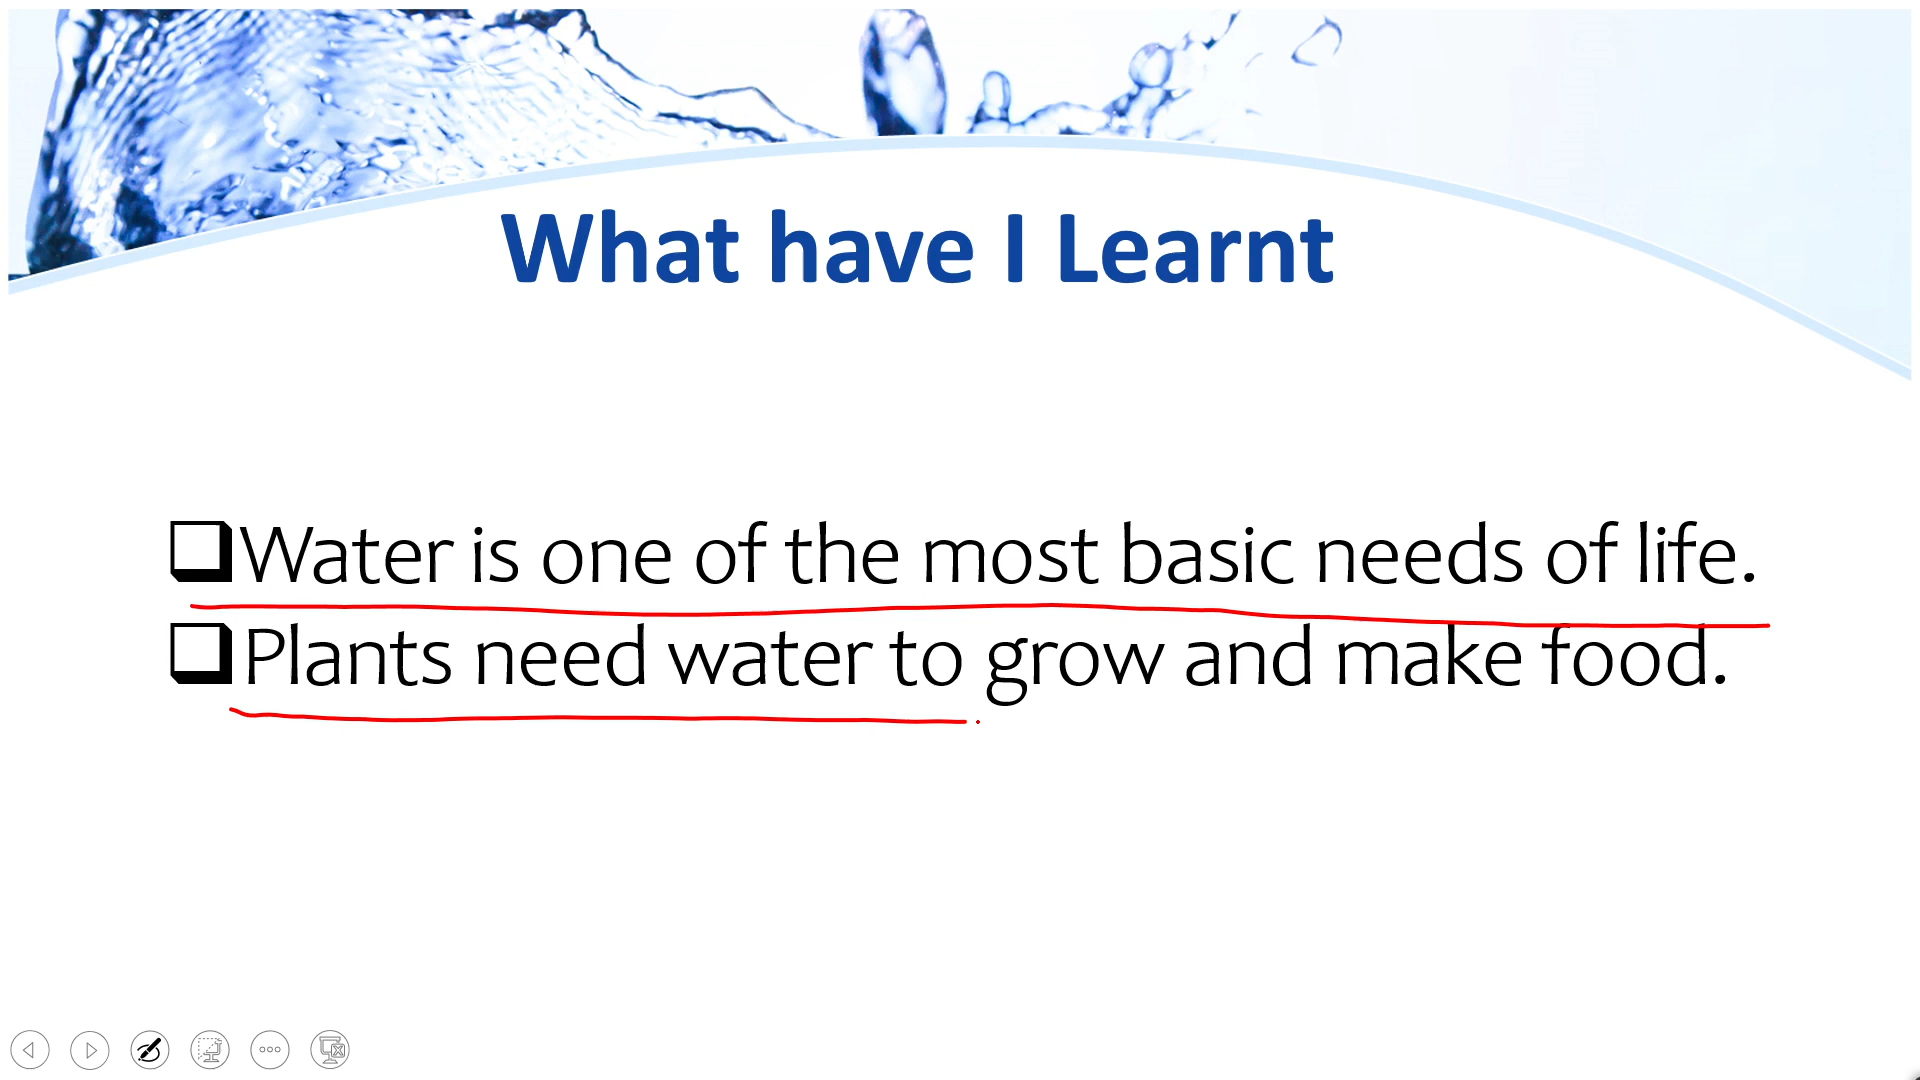 What have I Learnt
Water is one of the most basic needs of life.
Plants need water to grow and make food.